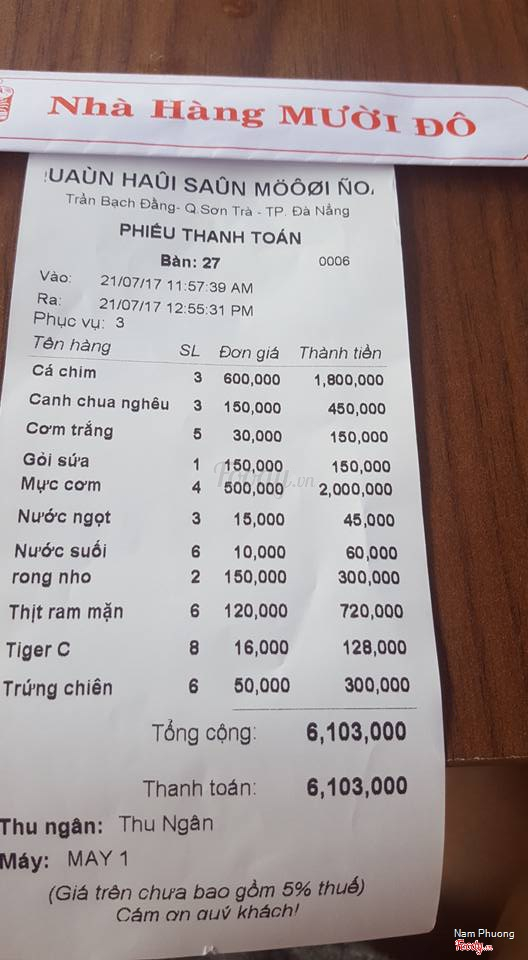 Nhà Hàng MƯỜI ĐÔ
UAÙN HAÛI SAÛN MÖÔØI ÑO
Trần Bạch Đằng- Q.Sơn Trà - TP. Đà Nẵng
PHIẾU THANH TOÁN
Bàn: 27 0006
Vào: 21/07/17 11:57:39 AM
Ra: 21/07/17 12:55:31 PM
Phục vụ: 3
Tên hàng SL Đơn giá Thành tiền
Cá chim 3 600,000 1,800,000
Canh chua nghêu 3 150,000 450,000
Cơm trắng 5 30,000 150,000
Gỏi sứa 1 150,000 150,000
Mực cơm 4 500,000 2,000,000
Foody.vn
Nước ngọt 3 15,000 45,000
Nước suối 6 10,000 60,000
rong nho 2 150,000 300,000
Thịt ram mặn 6 120,000 720,000
Tiger C 8 16,000 128,000
Trứng chiên 6 50,000 300,000
Tổng cộng: 6,103,000
Thanh toán: 6,103,000
Thu ngân: Thu Ngân
Máy: MAY 1
(Giá trên chưa bao gồm 5% thuế)
Cám ơn quý khách!
Nam Phuong
Foody.vn